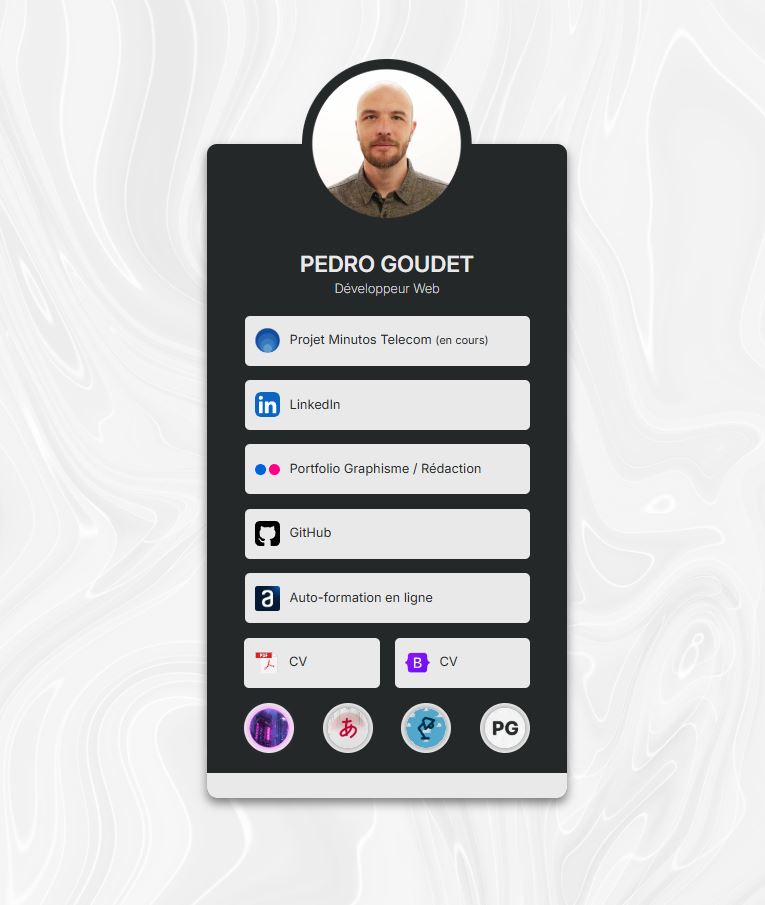 PEDRO GOUDET
Développeur Web
Projet Minutos Telecom (en cours)
in LinkedIn
Portfolio Graphisme / Rédaction
GitHub
a Auto-formation en ligne
PDF CV
B CV
あ
PG